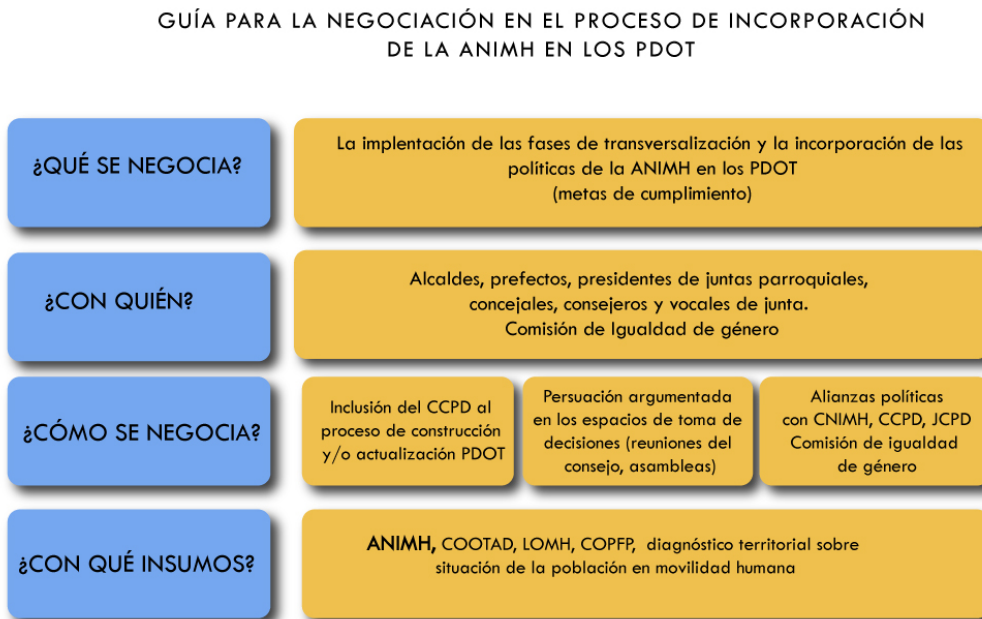 GUÍA PARA LA NEGOCIACIÓN EN EL PROCESO DE INCORPORACIÓN
DE LA ANIMH EN LOS PDOT
¿QUÉ SE NEGOCIA?
La implentación de las fases de transversalización y la incorporación de las
políticas de la ANIMH en los PDOT
(metas de cumplimiento)
¿CON QUIÉN?
Alcaldes, prefectos, presidentes de juntas parroquiales,
concejales, consejeros y vocales de junta.
Comisión de Igualdad de género
¿CÓMO SE NEGOCIA?
Inclusión del CCPD al
proceso de construcción
y/o actualización PDOT
Persuación argumentada
en los espacios de toma de
decisiones (reuniones del
consejo, asambleas)
Alianzas políticas
con CNIMH, CCPD, JCPD
Comisión de igualdad
de género
¿CON QUÉ INSUMOS?
ANIMH, COOTAD, LOMH, COPFP, diagnóstico territorial sobre
situación de la población en movilidad humana